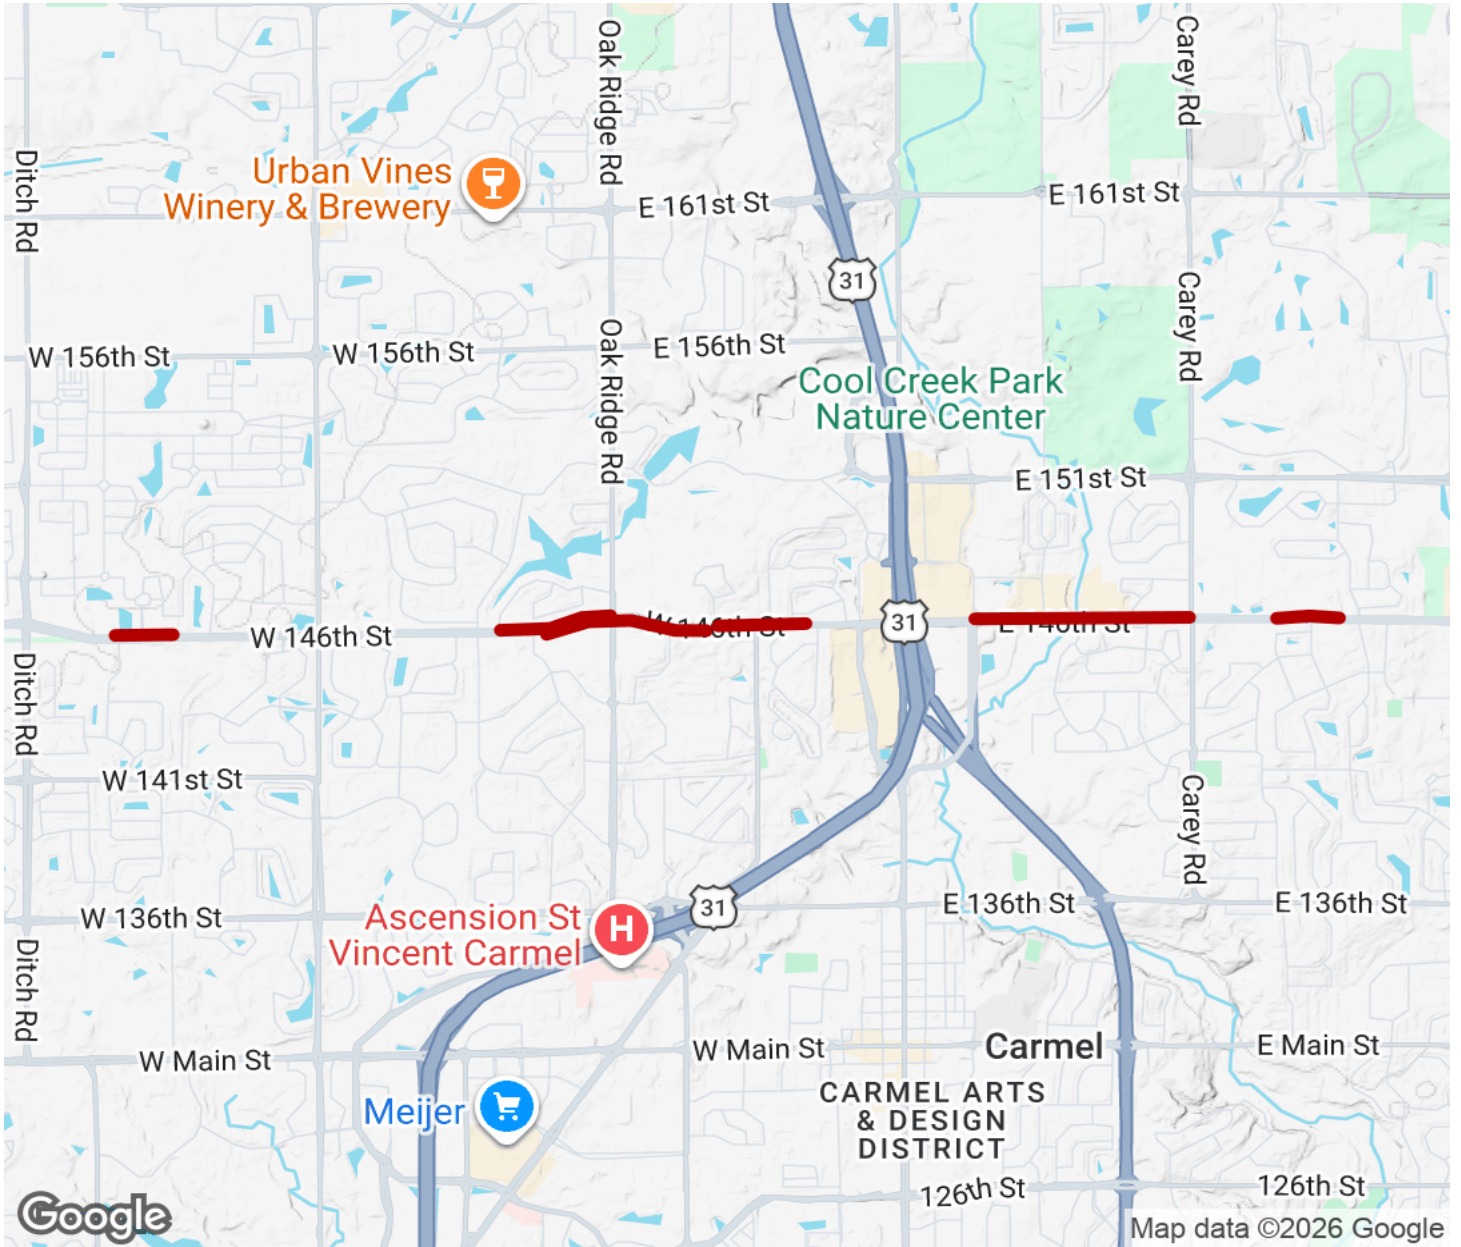 Oak Ridge Rd
Carey Rd
Ditch Rd
Urban Vines
Winery & Brewery
E 161st St
E 161st St
31
Carey Rd
Oak Ridge Rd
W 156th St
W 156th St
E 156th St
Cool Creek Park
Nature Center
E 151st St
W 146th St
W 146th St
31
E 146th St
Ditch Rd
W 141st St
Carey Rd
W 136th St
Ascension St
Vincent Carmel
H
31
E 136th St
E 136th St
Ditch Rd
W Main St
W Main St
Carmel
E Main St
Meijer
CARMEL ARTS
& DESIGN
DISTRICT
126th St
126th St
Google
Map data ©2026 Google